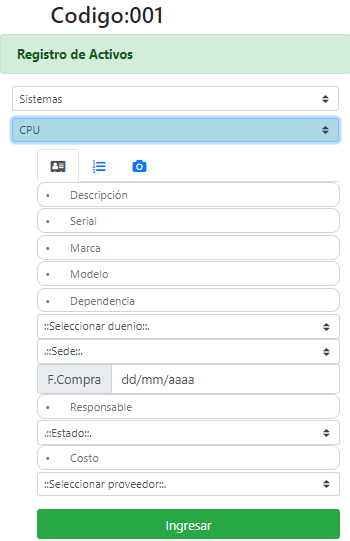 Codigo:001
Registro de Activos
Sistemas
CPU
• Descripción
• Serial
• Marca
• Modelo
• Dependencia
::Seleccionar duenio::.
.::Sede::.
F.Compra dd/mm/aaaa
• Responsable
.::Estado::.
• Costo
::Seleccionar proveedor::.
Ingresar